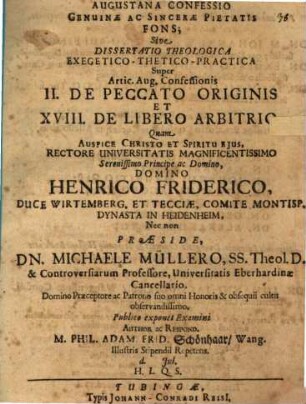 AUGUSTANA CONFESSIO
GENUINÆ AC SINCERÆ PIETATIS
FONS;
Sive
DISSERTATIO THEOLOGICA
EXEGETICO-THETICO-PRACTICA
Super
Artic. Aug. Confessionis
II. DE PECCATO ORIGINIS
ET
XVIII. DE LIBERO ARBITRIO
Quam
AUSPICE CHRISTO ET SPIRITU EJUS,
RECTORE UNIVERSITATIS MAGNIFICENTISSIMO
Serenissimo Principe ac Domino,
DOMINO
HENRICO FRIDERICO,
DUCE WIRTEMBERG. ET TECCIÆ, COMITE MONTISP.
DYNASTA IN HEIDENHEIM,
Nec non
PRÆSIDE,
DN. MICHAELE MÜLLERO, SS. Theol. D.
& Controversiarum Professore, Universitatis Eberhardinæ
Cancellario.
Domino Præceptore ac Patrono suo omni Honoris & obsequii cultu
observandissimo.
Publico exponit Examini
AUTHOR AC RESPOND.
M. PHIL. ADAM. FRID. Schönhaar / Wang.
Illustris Stipendii Repetens.
d. Jul.
H. L. Q. S.
TUBINGÆ,
Typis JOHANN-CONRADI REISI,